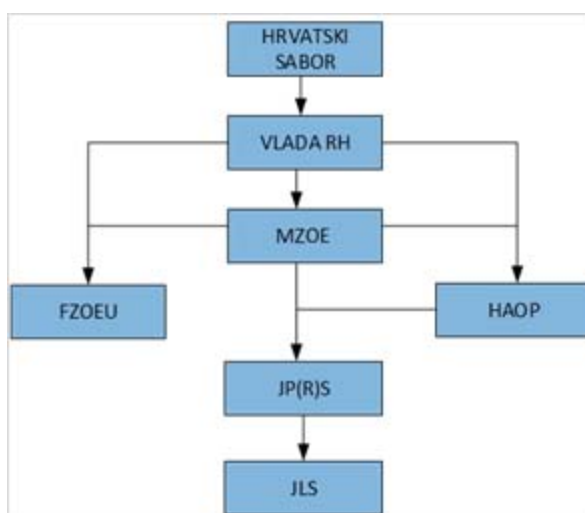 HRVATSKI
SABOR
VLADA RH
MZOE
FZOEU
HAOP
JP(R)S
JLS